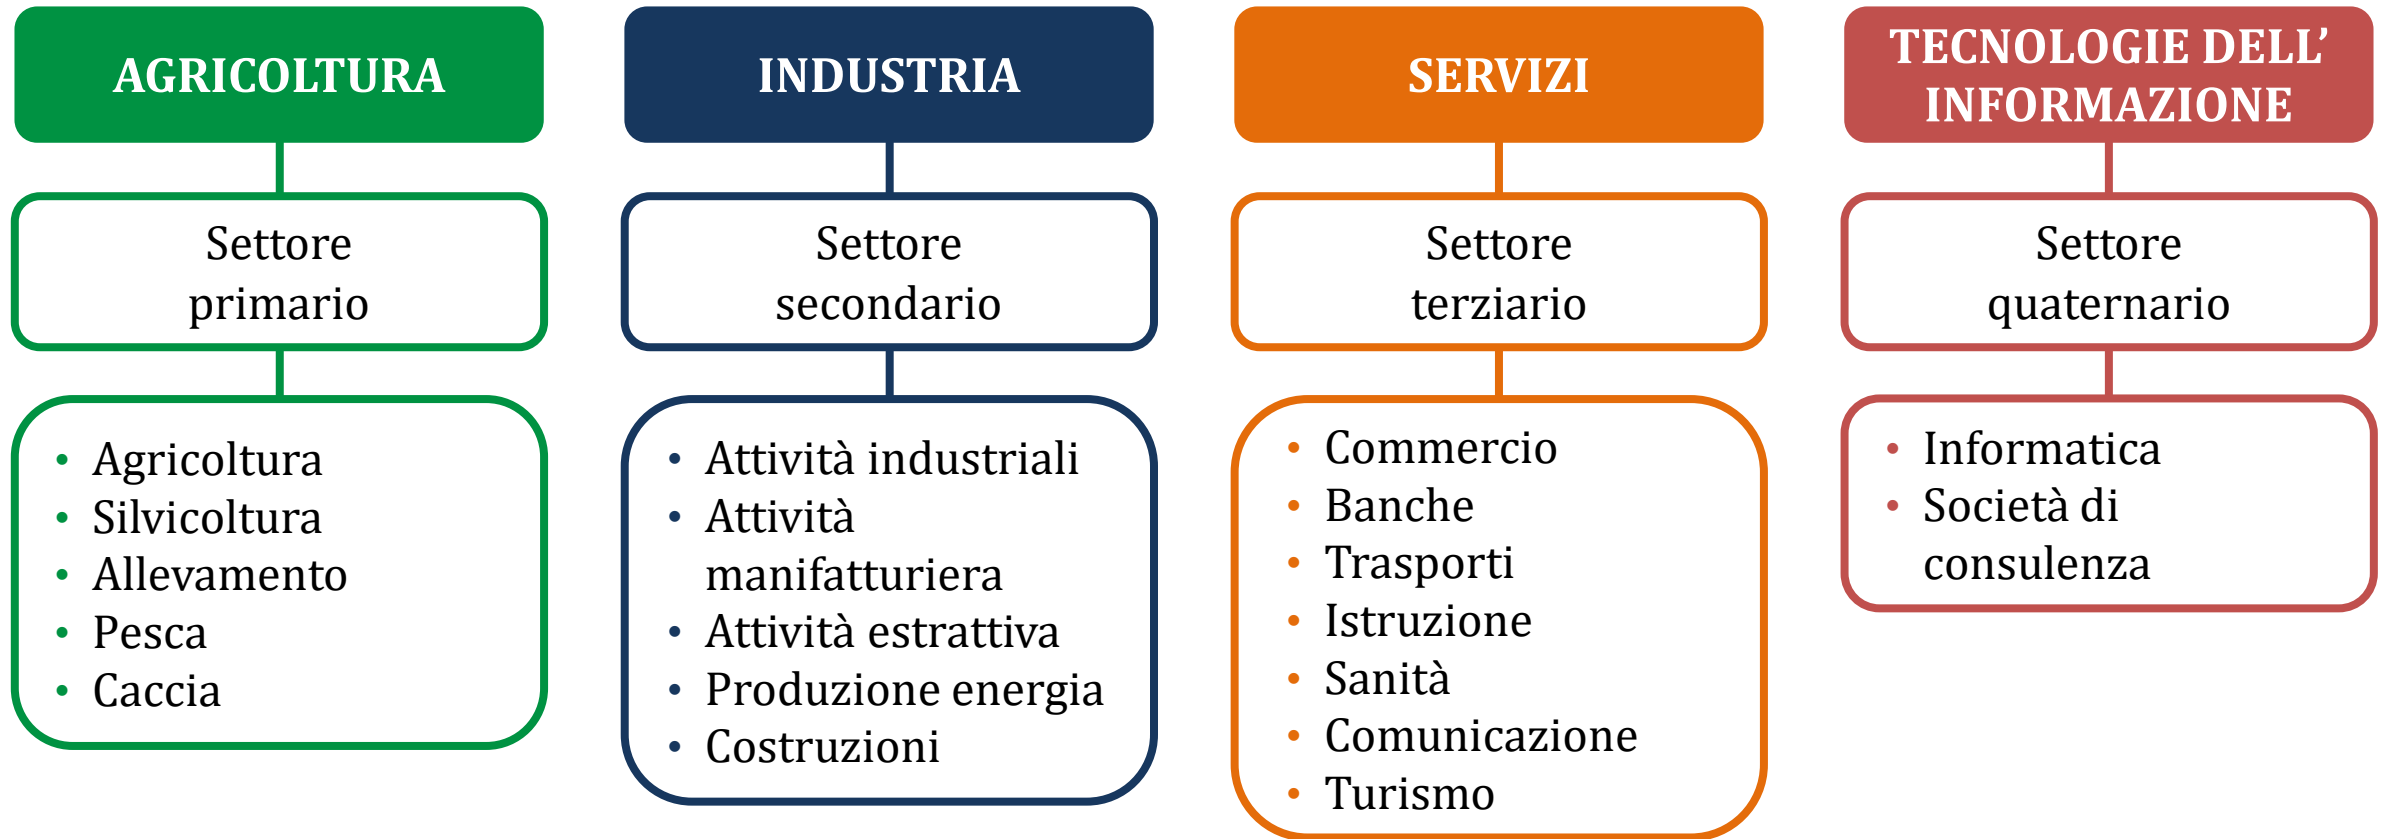 AGRICOLTURA
Settore
primario
• Agricoltura
• Silvicoltura
• Allevamento
• Pesca
• Caccia
INDUSTRIA
Settore
secondario
• Attività industriali
• Attività
manifatturiera
• Attività estrattiva
• Produzione energia
• Costruzioni
SERVIZI
Settore
terziario
• Commercio
• Banche
• Trasporti
• Istruzione
• Sanità
• Comunicazione
• Turismo
TECNOLOGIE DELL’
INFORMAZIONE
Settore
quaternario
• Informatica
• Società di
consulenza